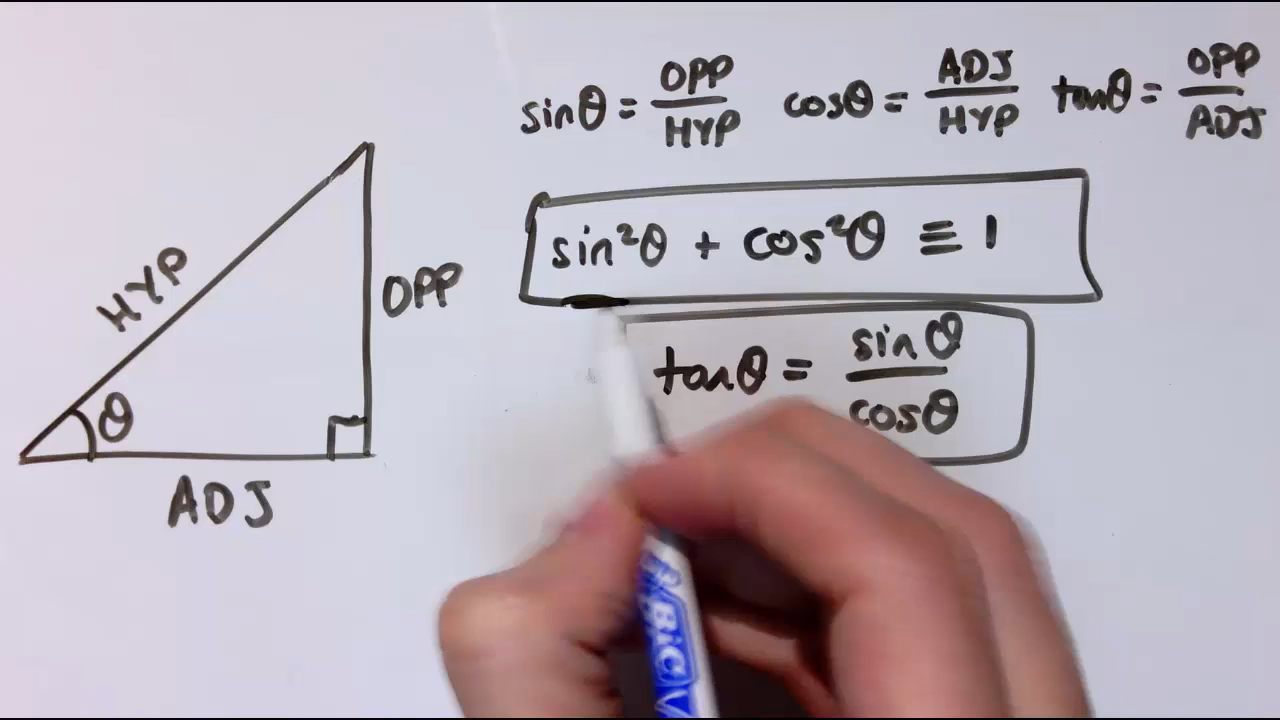 sinθ = OPP/HYP cosθ = ADJ/HYP tanθ = OPP/ADJ
sin²θ + cos²θ ≡ 1
HYP
OPP
tanθ = sinθ/cosθ
θ
ADJ
BIC